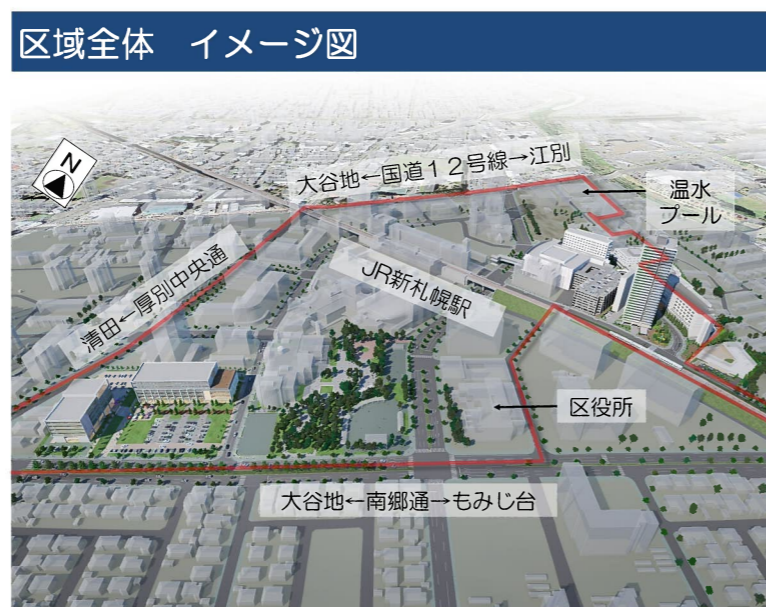 区域全体　イメージ図
N
大谷地←国道１２号線→江別
温水
プール
清田←厚別中央通
JR新札幌駅
区役所
大谷地←南郷通→もみじ台